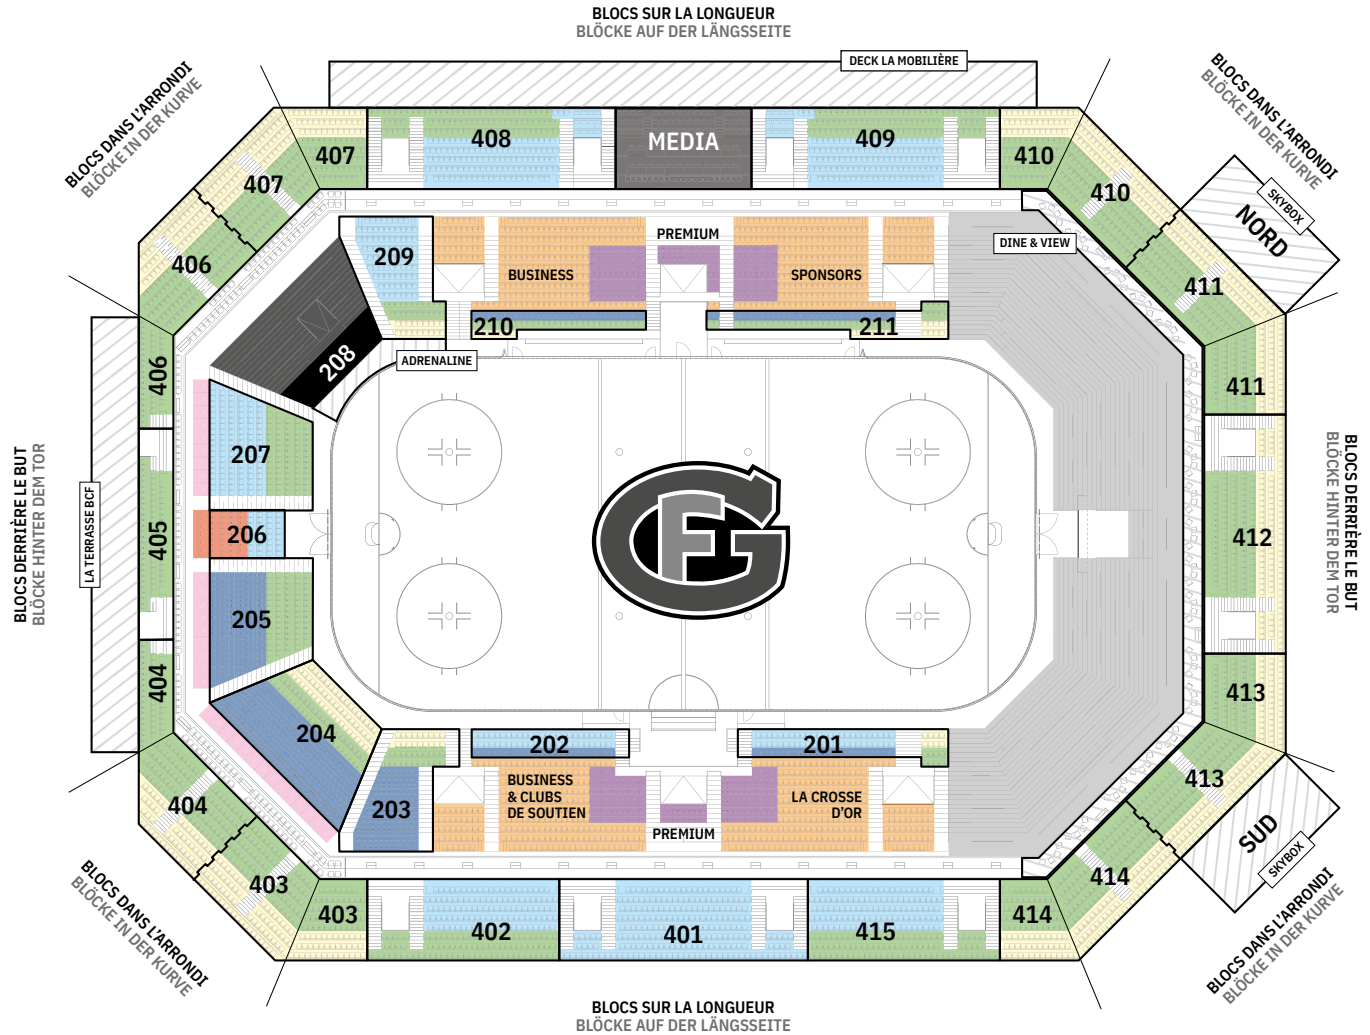 BLOCS SUR LA LONGUEUR
BLÖCKE AUF DER LÄNGSSEITE
DECK LA MOBILIÈRE
BLOCS DANS L'ARRONDI
BLÖCKE IN DER KURVE
BLOCS DANS L'ARRONDI
BLÖCKE IN DER KURVE
408
MEDIA
409
407
410
407
410
406
411
SKYBOX
NORD
209
PREMIUM
DINE & VIEW
BUSINESS
SPONSORS
210
211
208
ADRENALINE
406
411
207
BLOCS DERRIÈRE LE BUT
BLÖCKE HINTER DEM TOR
LA TERRASSE BCF
405
206
GF
412
BLOCS DERRIÈRE LE BUT
BLÖCKE HINTER DEM TOR
205
404
413
204
202
201
203
BUSINESS
& CLUBS
DE SOUTIEN
LA CROSSE
D'OR
PREMIUM
404
413
SUD
SKYBOX
403
414
403
402
401
415
414
BLOCS DANS L'ARRONDI
BLÖCKE IN DER KURVE
BLOCS DANS L'ARRONDI
BLÖCKE IN DER KURVE
BLOCS SUR LA LONGUEUR
BLÖCKE AUF DER LÄNGSSEITE